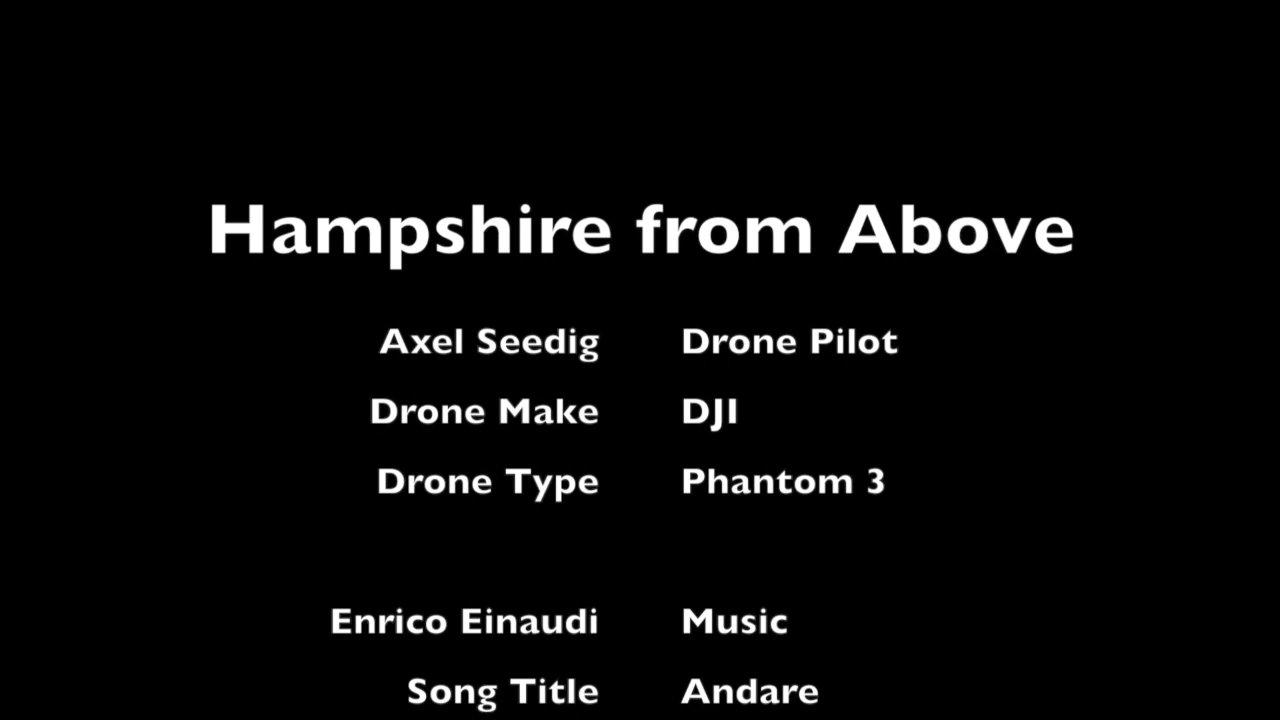 Hampshire from Above
Axel Seedig Drone Pilot
Drone Make DJI
Drone Type Phantom 3
Enrico Einaudi Music
Song Title Andare